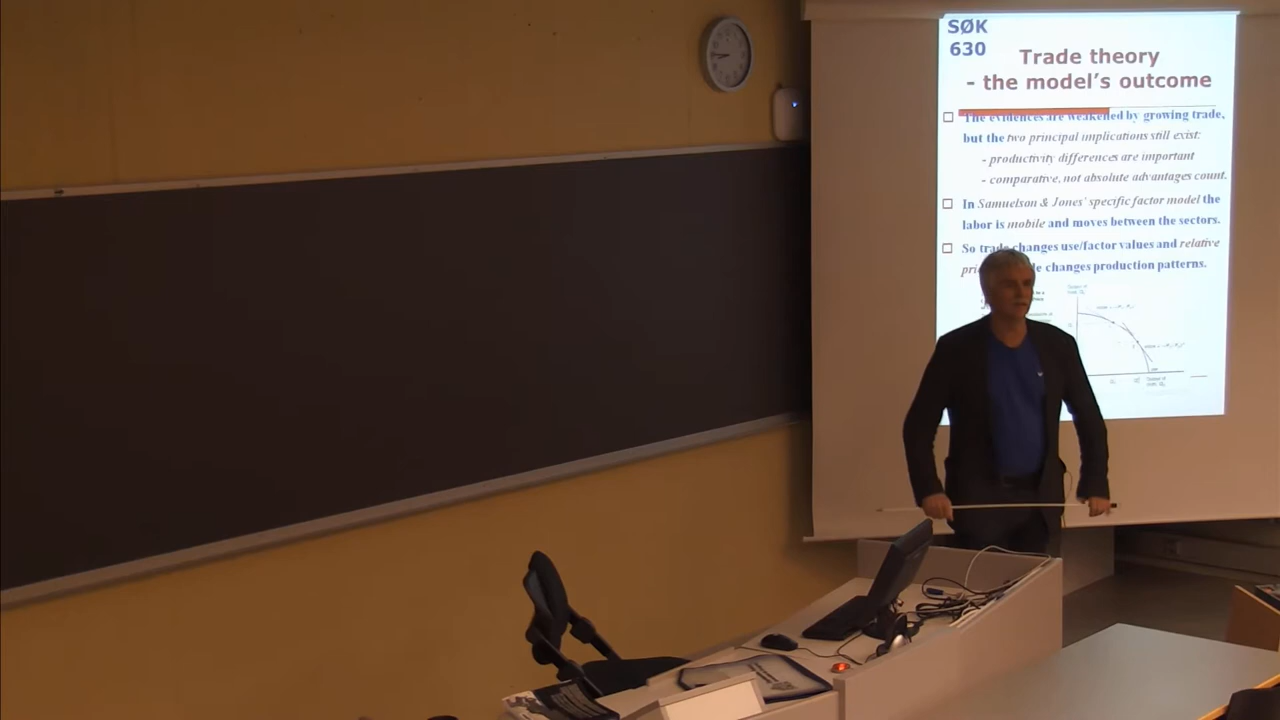 SØK
630
Trade theory
- the model's outcome
The evidences are weakened by growing trade,
but the two principal implications still exist:
- productivity differences are important
- comparative, not absolute advantages count.
In Samuelson & Jones' specific factor model the
labor is mobile and moves between the sectors.
So trade changes use/factor values and relative
changes production patterns.